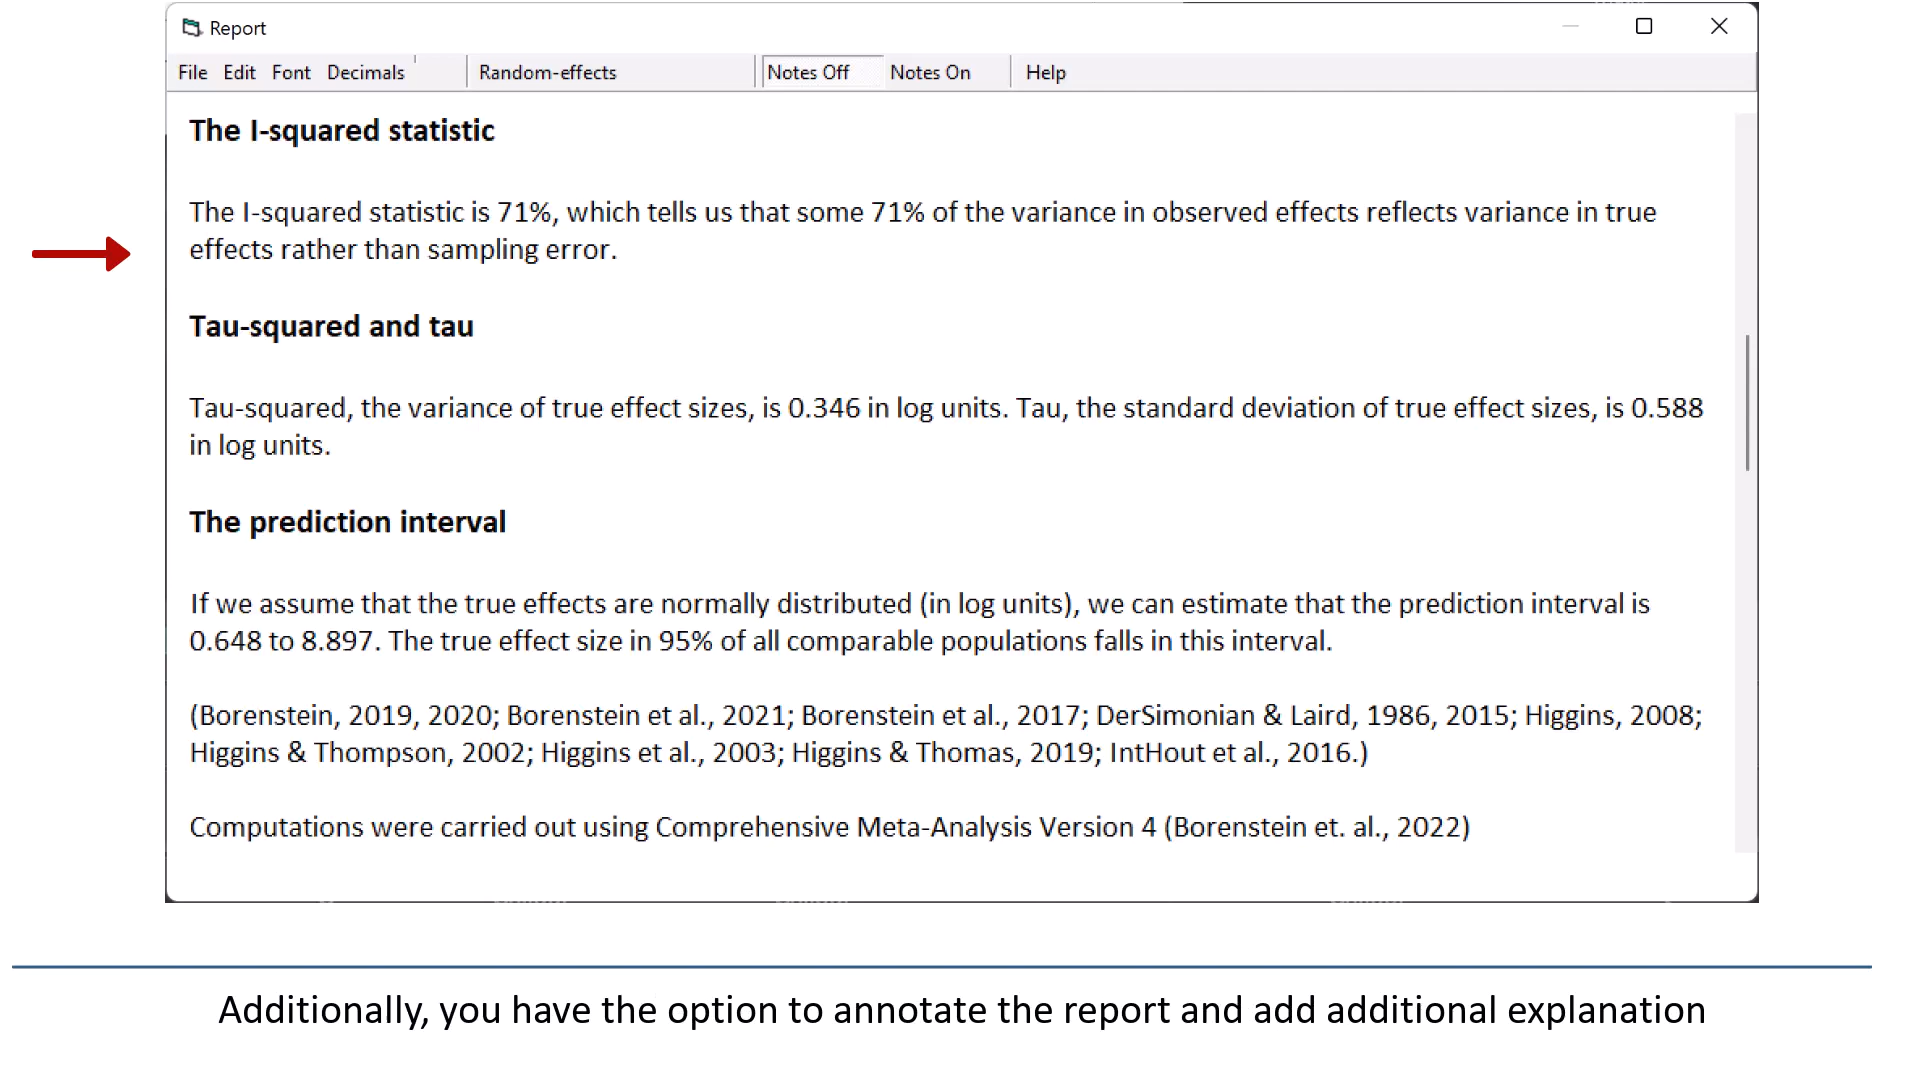 Report
File Edit Font Decimals Random-effects Notes Off Notes On Help
The I-squared statistic
The I-squared statistic is 71%, which tells us that some 71% of the variance in observed effects reflects variance in true
effects rather than sampling error.
Tau-squared and tau
Tau-squared, the variance of true effect sizes, is 0.346 in log units. Tau, the standard deviation of true effect sizes, is 0.588
in log units.
The prediction interval
If we assume that the true effects are normally distributed (in log units), we can estimate that the prediction interval is
0.648 to 8.897. The true effect size in 95% of all comparable populations falls in this interval.
(Borenstein, 2019, 2020; Borenstein et al., 2021; Borenstein et al., 2017; DerSimonian & Laird, 1986, 2015; Higgins, 2008;
Higgins & Thompson, 2002; Higgins et al., 2003; Higgins & Thomas, 2019; IntHout et al., 2016.)
Computations were carried out using Comprehensive Meta-Analysis Version 4 (Borenstein et. al., 2022)
Additionally, you have the option to annotate the report and add additional explanation